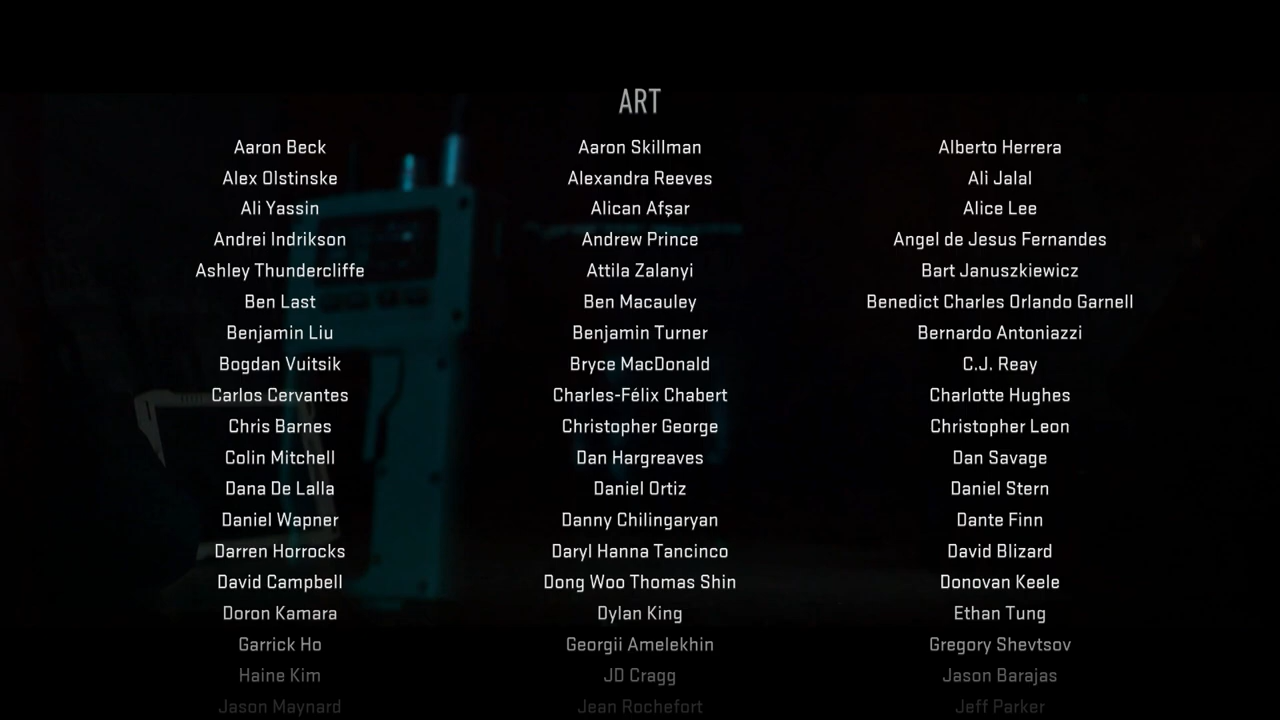 ART
Aaron Beck Aaron Skillman Alberto Herrera
Alex Olstinske Alexandra Reeves Ali Jalal
Ali Yassin Alican Afşar Alice Lee
Andrei Indrikson Andrew Prince Angel de Jesus Fernandes
Ashley Thundercliffe Attila Zalanyi Bart Januszkiewicz
Ben Last Ben Macauley Benedict Charles Orlando Garnell
Benjamin Liu Benjamin Turner Bernardo Antoniazzi
Bogdan Vuitsik Bryce MacDonald C.J. Reay
Carlos Cervantes Charles-Félix Chabert Charlotte Hughes
Chris Barnes Christopher George Christopher Leon
Colin Mitchell Dan Hargreaves Dan Savage
Dana De Lalla Daniel Ortiz Daniel Stern
Daniel Wapner Danny Chilingaryan Dante Finn
Darren Horrocks Daryl Hanna Tancinco David Blizard
David Campbell Dong Woo Thomas Shin Donovan Keele
Doron Kamara Dylan King Ethan Tung
Garrick Ho Georgii Amelekhin Gregory Shevtsov
Haine Kim JD Cragg Jason Barajas
Jason Maynard Jean Rochefort Jeff Parker